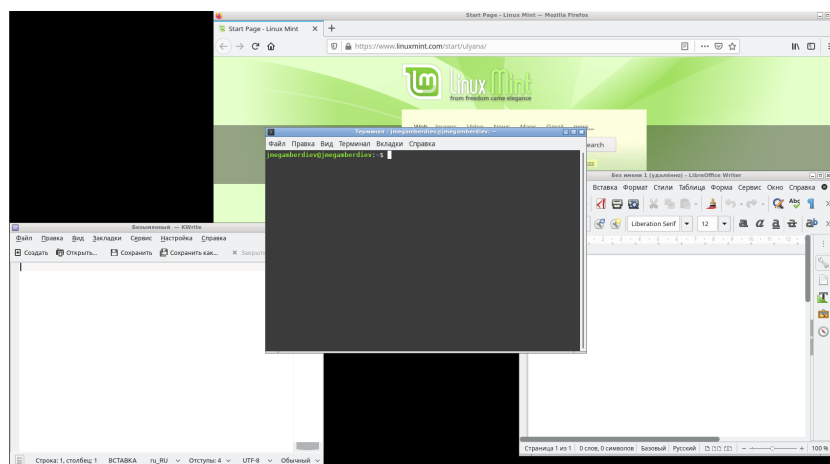 Start Page - Linux Mint — Mozilla Firefox
Start Page - Linux Mint
https://www.linuxmint.com/start/ulyana/
Linux Mint
from freedom came elegance
Терминал - jmegamberdiev@jmegamberdiev: ~
Файл Правка Вид Терминал Вкладки Справка
jmegamberdiev@jmegamberdiev:~$
earch
Без имени 1 (удалённо) - LibreOffice Writer
Вставка Формат Стили Таблица Форма Сервис Окно Справка
Liberation Serif 12
Безымянный — KWrite
Файл Правка Вид Закладки Сервис Настройка Справка
Создать Открыть... Сохранить Сохранить как... Закрыть
Строка: 1, столбец: 1 ВСТАВКА ru_RU Отступы: 4 UTF-8 Обычный
Страница 1 из 1 0 слов, 0 символов Базовый Русский 100 %